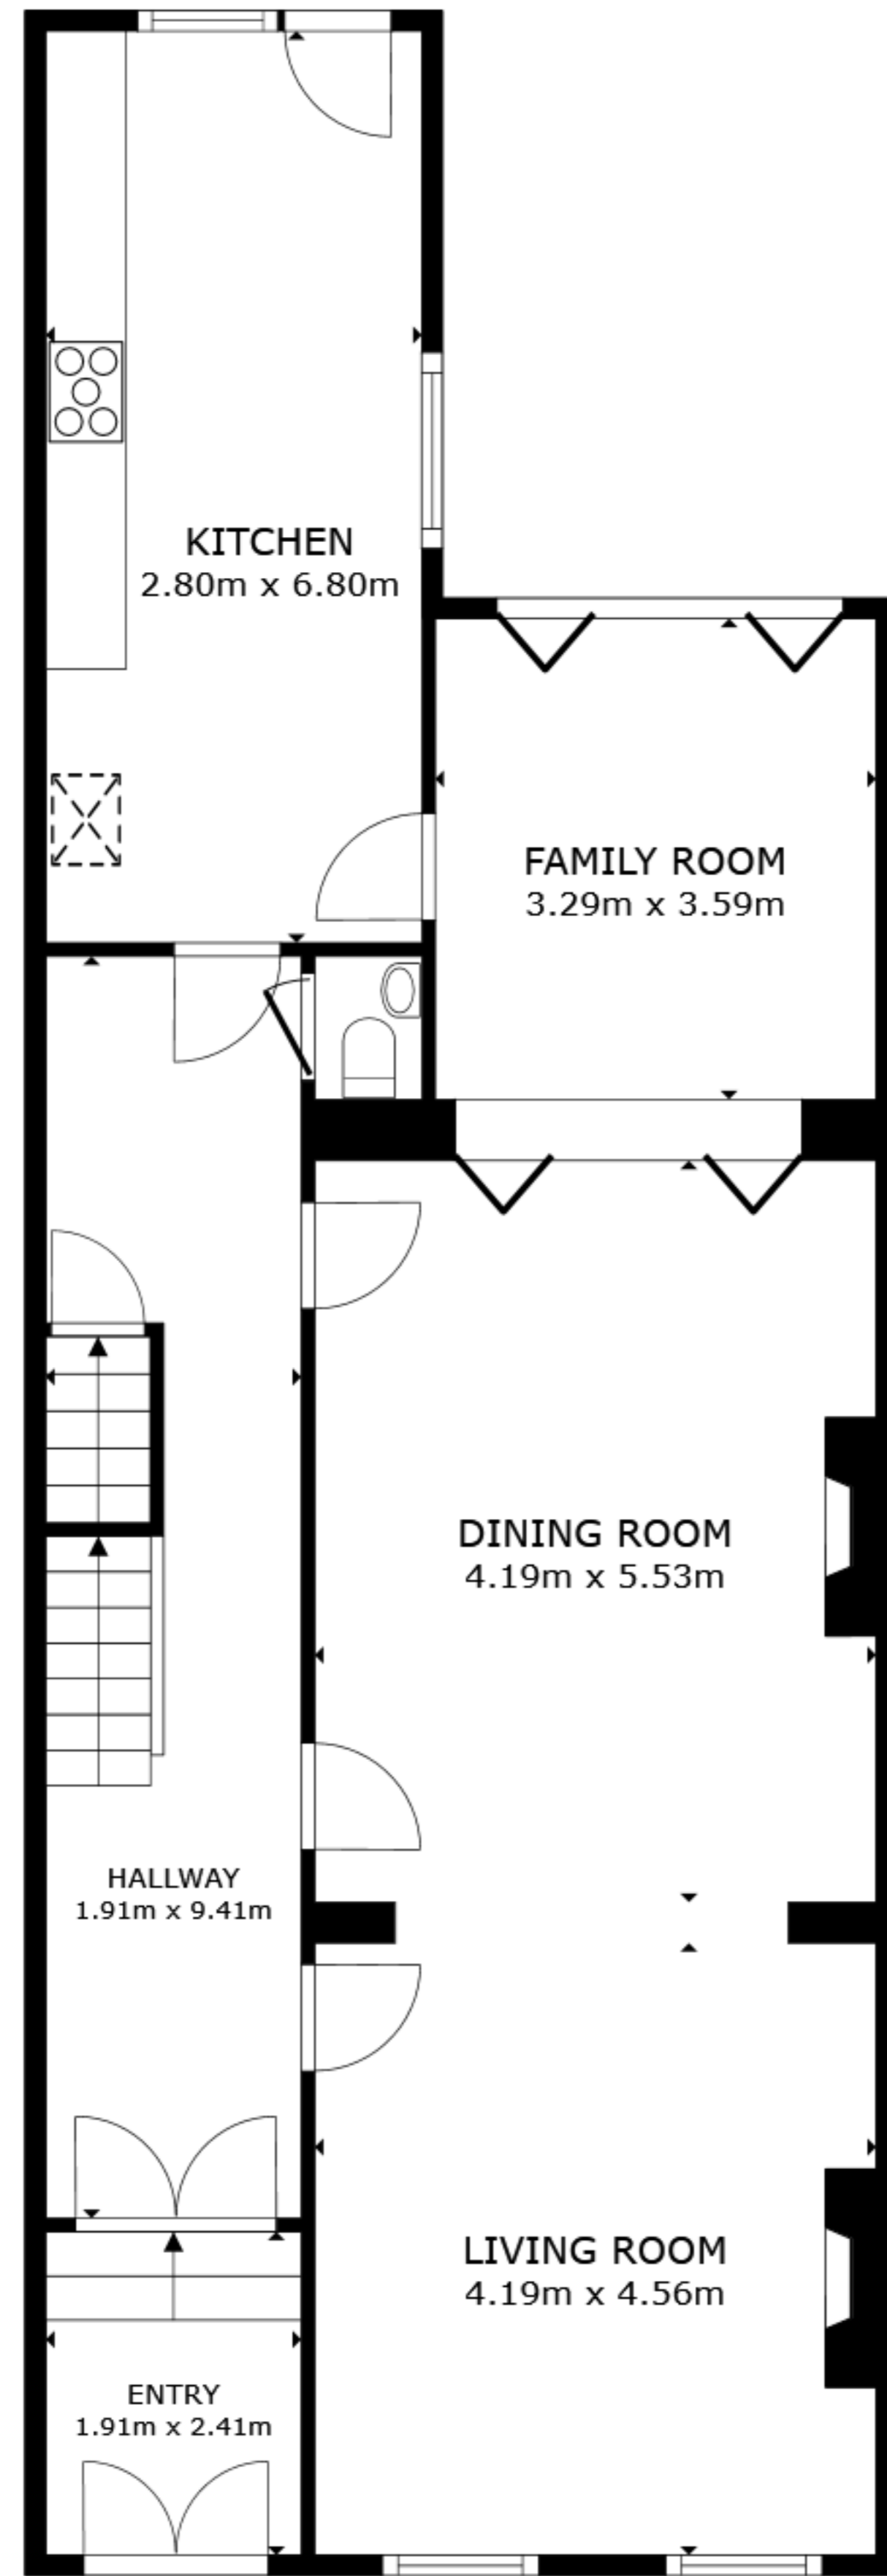 KITCHEN
2.80m x 6.80m
FAMILY ROOM
3.29m x 3.59m
DINING ROOM
4.19m x 5.53m
HALLWAY
1.91m x 9.41m
LIVING ROOM
4.19m x 4.56m
ENTRY
1.91m x 2.41m